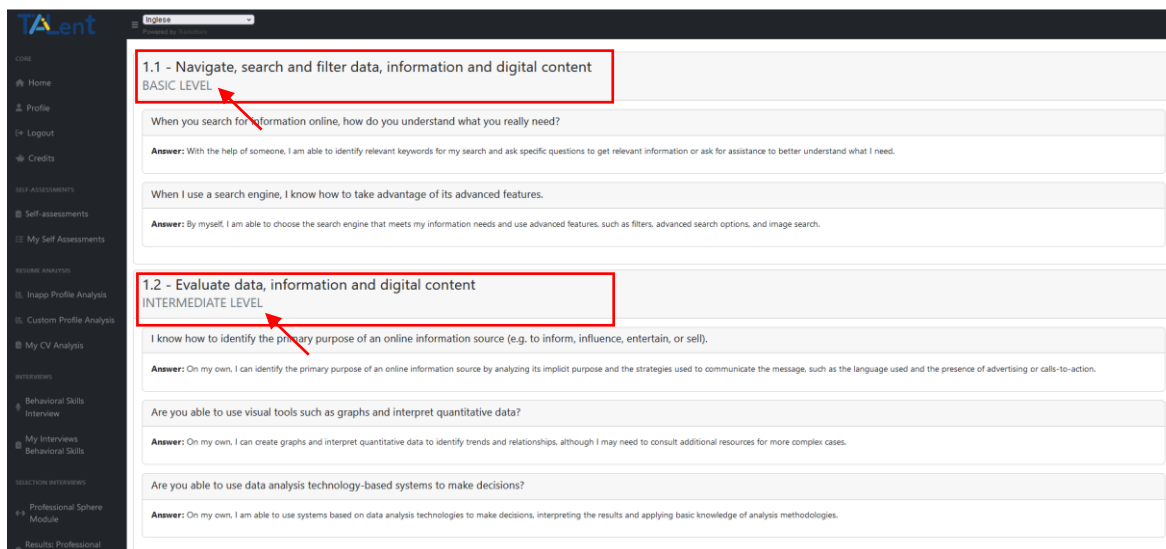 TALent
Inglese
Powered by Translate
CORE
Home
Profile
Logout
Credits
SELF-ASSESSMENTS
Self-assessments
My Self Assessments
RESUME ANALYSIS
Inapp Profile Analysis
Custom Profile Analysis
My CV Analysis
INTERVIEWS
Behavioral Skills
Interview
My Interviews
Behavioral Skills
SELECTION INTERVIEWS
Professional Sphere
Module
Results: Professional
1.1 - Navigate, search and filter data, information and digital content
BASIC LEVEL
When you search for information online, how do you understand what you really need?
Answer: With the help of someone, I am able to identify relevant keywords for my search and ask specific questions to get relevant information or ask for assistance to better understand what I need.
When I use a search engine, I know how to take advantage of its advanced features.
Answer: By myself, I am able to choose the search engine that meets my information needs and use advanced features, such as filters, advanced search options, and image search.
1.2 - Evaluate data, information and digital content
INTERMEDIATE LEVEL
I know how to identify the primary purpose of an online information source (e.g. to inform, influence, entertain, or sell).
Answer: On my own, I can identify the primary purpose of an online information source by analyzing its implicit purpose and the strategies used to communicate the message, such as the language used and the presence of advertising or calls-to-action.
Are you able to use visual tools such as graphs and interpret quantitative data?
Answer: On my own, I can create graphs and interpret quantitative data to identify trends and relationships, although I may need to consult additional resources for more complex cases.
Are you able to use data analysis technology-based systems to make decisions?
Answer: On my own, I am able to use systems based on data analysis technologies to make decisions, interpreting the results and applying basic knowledge of analysis methodologies.